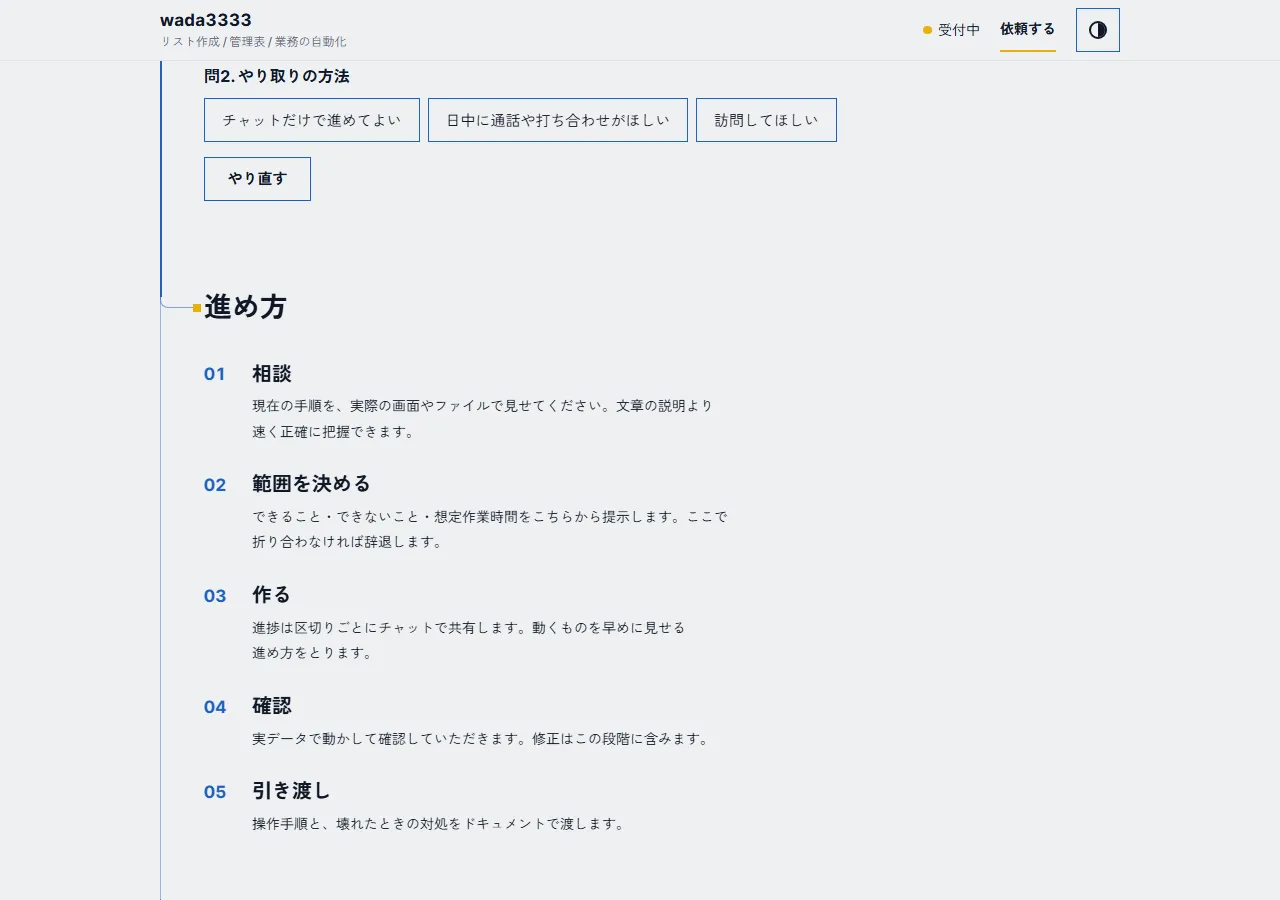 wada3333
リスト作成 / 管理表 / 業務の自動化
受付中
依頼する
問2. やり取りの方法
チャットだけで進めてよい
日中に通話や打ち合わせがほしい
訪問してほしい
やり直す
進め方
01 相談
現在の手順を、実際の画面やファイルで見せてください。文章の説明より
速く正確に把握できます。
02 範囲を決める
できること・できないこと・想定作業時間をこちらから提示します。ここで
折り合わなければ辞退します。
03 作る
進捗は区切りごとにチャットで共有します。動くものを早めに見せる
進め方をとります。
04 確認
実データで動かして確認していただきます。修正はこの段階に含みます。
05 引き渡し
操作手順と、壊れたときの対処をドキュメントで渡します。